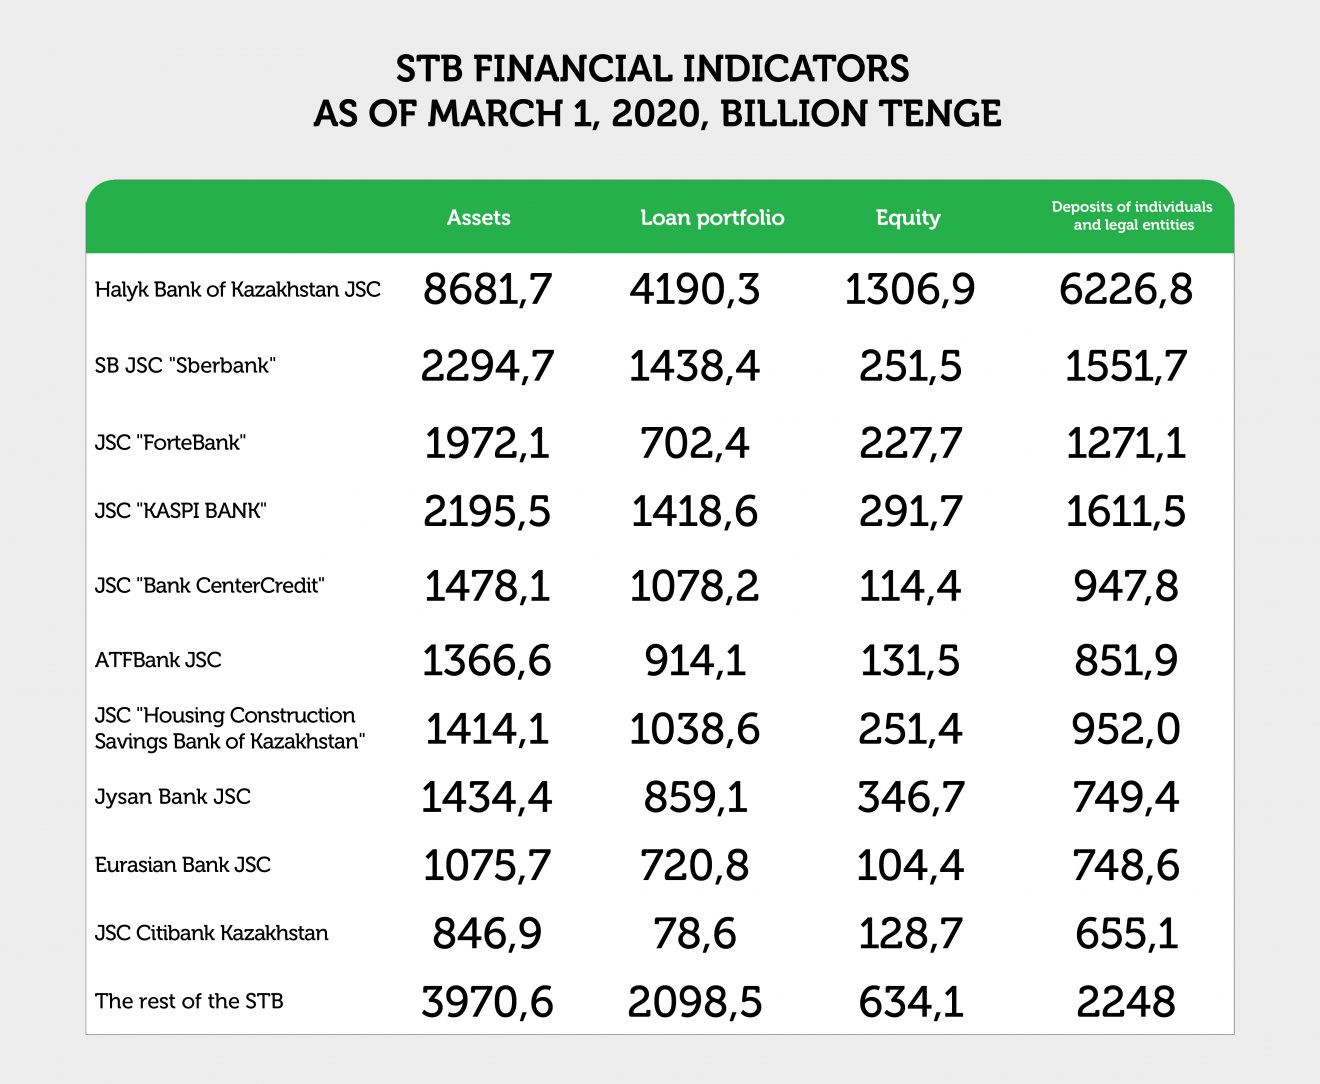 STB FINANCIAL INDICATORS
AS OF MARCH 1, 2020, BILLION TENGE
Assets Loan portfolio Equity Deposits of individuals
and legal entities
Halyk Bank of Kazakhstan JSC 8681,7 4190,3 1306,9 6226,8
SB JSC "Sberbank" 2294,7 1438,4 251,5 1551,7
JSC "ForteBank" 1972,1 702,4 227,7 1271,1
JSC "KASPI BANK" 2195,5 1418,6 291,7 1611,5
JSC "Bank CenterCredit" 1478,1 1078,2 114,4 947,8
ATFBank JSC 1366,6 914,1 131,5 851,9
JSC "Housing Construction
Savings Bank of Kazakhstan" 1414,1 1038,6 251,4 952,0
Jysan Bank JSC 1434,4 859,1 346,7 749,4
Eurasian Bank JSC 1075,7 720,8 104,4 748,6
JSC Citibank Kazakhstan 846,9 78,6 128,7 655,1
The rest of the STB 3970,6 2098,5 634,1 2248